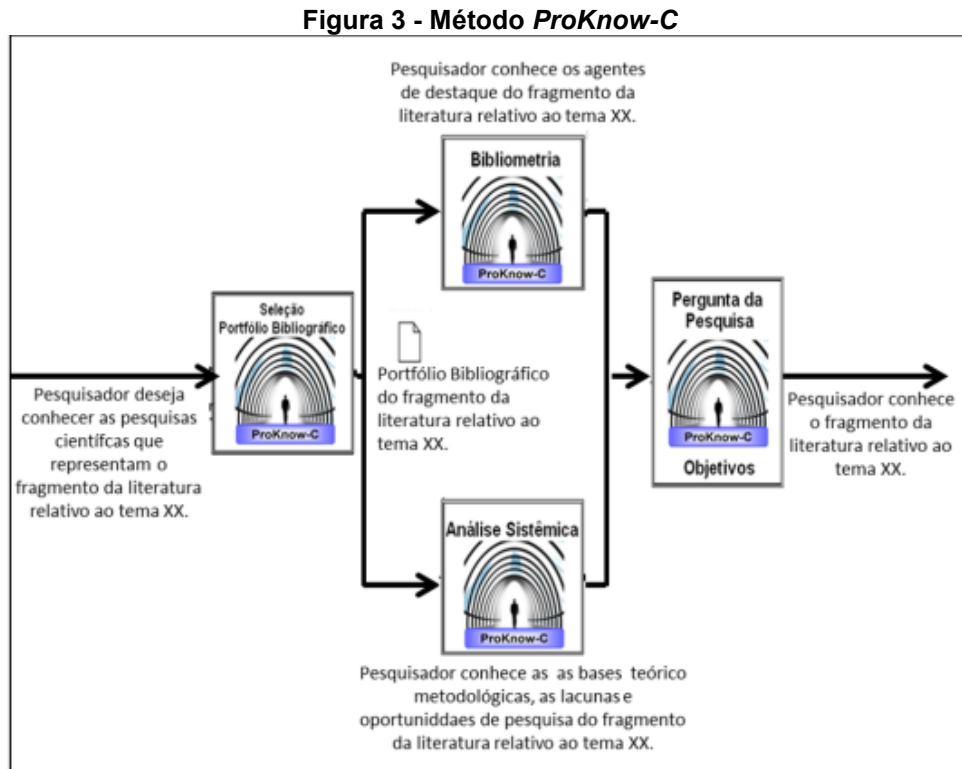 Figura 3 - Método ProKnow-C
Pesquisador conhece os agentes
de destaque do fragmento da
literatura relativo ao tema XX.
Bibliometria
ProKnow-C
Seleção
Portfólio Bibliográfico
ProKnow-C
Pesquisador deseja
conhecer as pesquisas
científcas que
representam o
fragmento da literatura
relativo ao tema XX.
Portfólio Bibliográfico
do fragmento da
literatura relativo ao
tema XX.
Pergunta da
Pesquisa
ProKnow-C
Objetivos
Pesquisador conhece
o fragmento da
literatura relativo ao
tema XX.
Análise Sistêmica
ProKnow-C
Pesquisador conhece as as bases teórico
metodológicas, as lacunas e
oportuniddaes de pesquisa do fragmento
da literatura relativo ao tema XX.